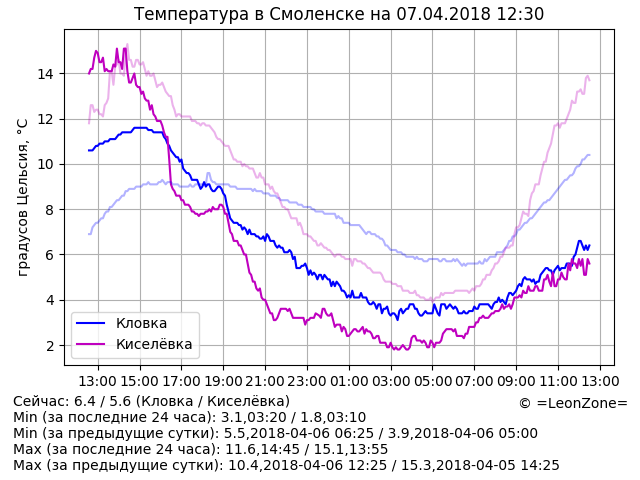 Температура в Смоленске на 07.04.2018 12:30
градусов Цельсия, °C
14
12
10
8
6
4
2
Кловка
Киселёвка
13:00 15:00 17:00 19:00 21:00 23:00 01:00 03:00 05:00 07:00 09:00 11:00 13:00
Сейчас: 6.4 / 5.6 (Кловка / Киселёвка)
© =LeonZone=
Min (за последние 24 часа): 3.1,03:20 / 1.8,03:10
Min (за предыдущие сутки): 5.5,2018-04-06 06:25 / 3.9,2018-04-06 05:00
Max (за последние 24 часа): 11.6,14:45 / 15.1,13:55
Max (за предыдущие сутки): 10.4,2018-04-06 12:25 / 15.3,2018-04-05 14:25